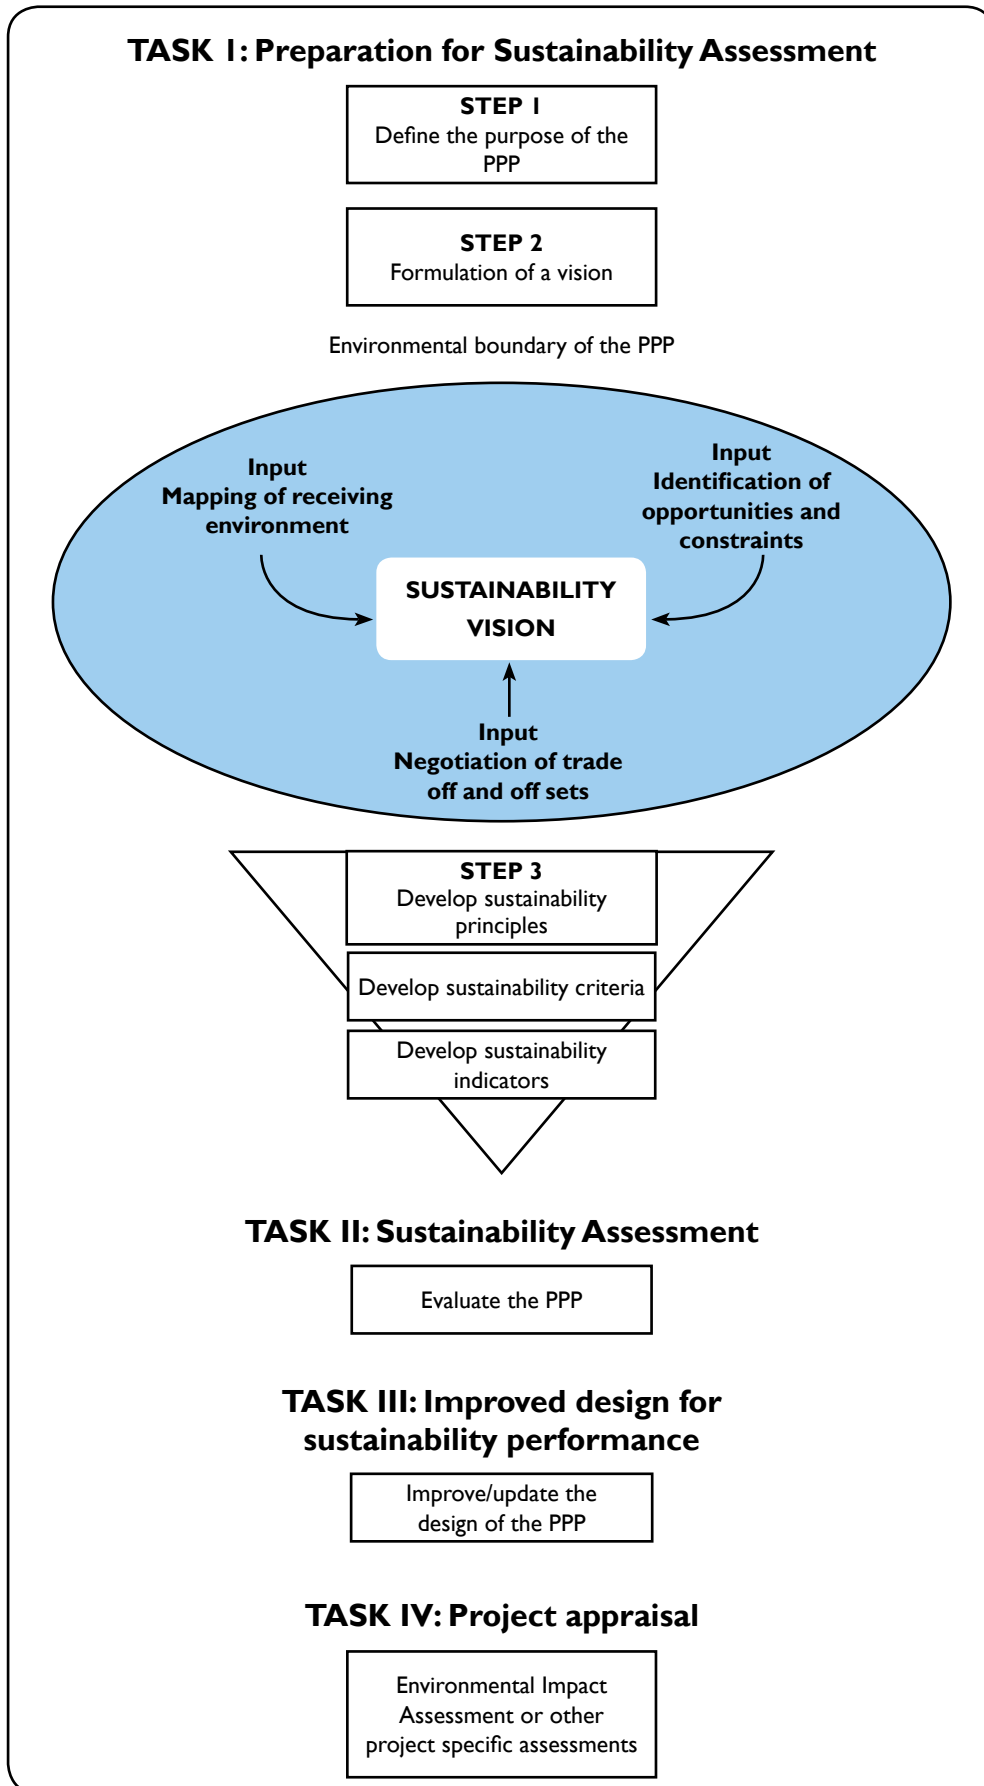 TASK I: Preparation for Sustainability Assessment
STEP 1
Define the purpose of the
PPP
STEP 2
Formulation of a vision
Environmental boundary of the PPP
Input
Mapping of receiving
environment
Input
Identification of
opportunities and
constraints
SUSTAINABILITY
VISION
Input
Negotiation of trade
off and off sets
STEP 3
Develop sustainability
principles
Develop sustainability criteria
Develop sustainability
indicators
TASK II: Sustainability Assessment
Evaluate the PPP
TASK III: Improved design for
sustainability performance
Improve/update the
design of the PPP
TASK IV: Project appraisal
Environmental Impact
Assessment or other
project specific assessments